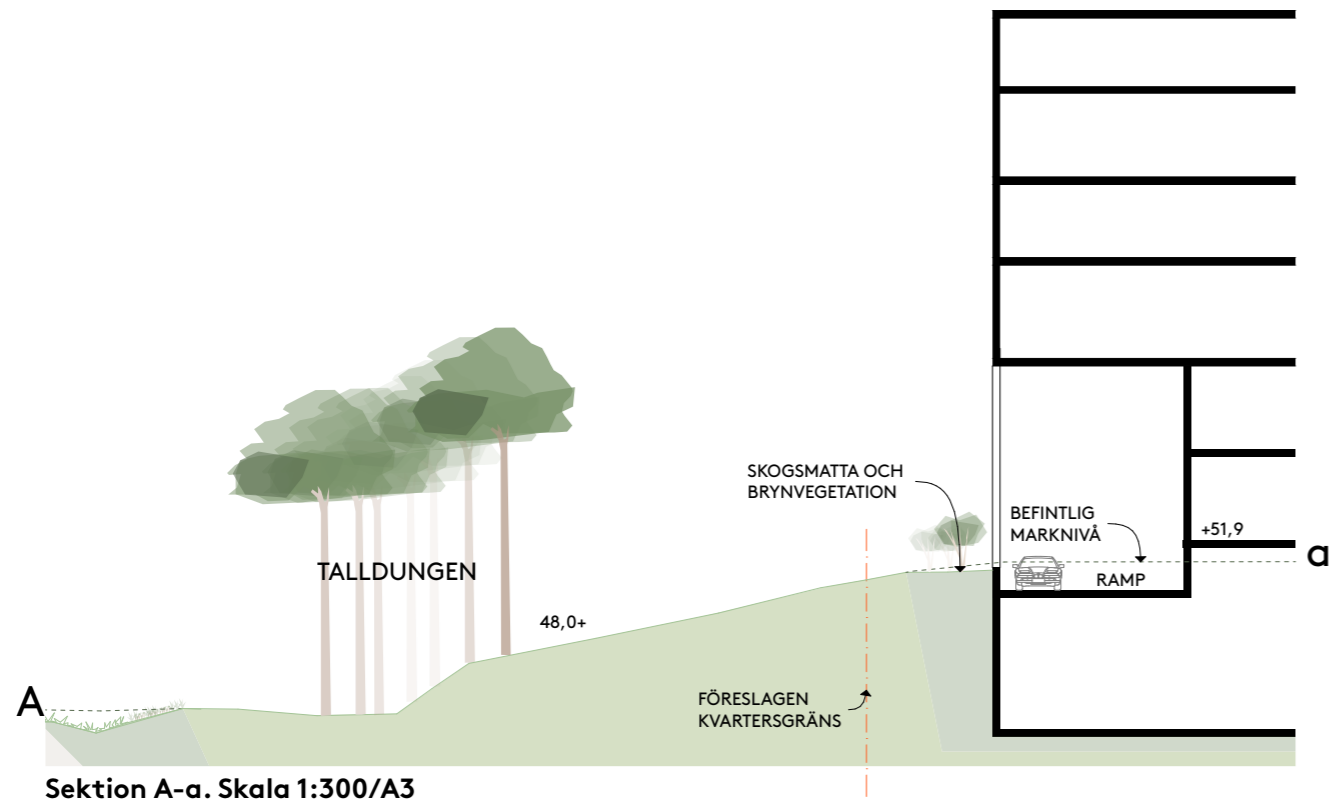 SKOGSMATTA OCH
BRYNVEGETATION
BEFINTLIG
MARKNIVÅ
+51,9
a
RAMP
TALLDUNGEN
48,0+
A
FÖRESLAGEN
KVARTERSGRÄNS
Sektion A-a. Skala 1:300/A3